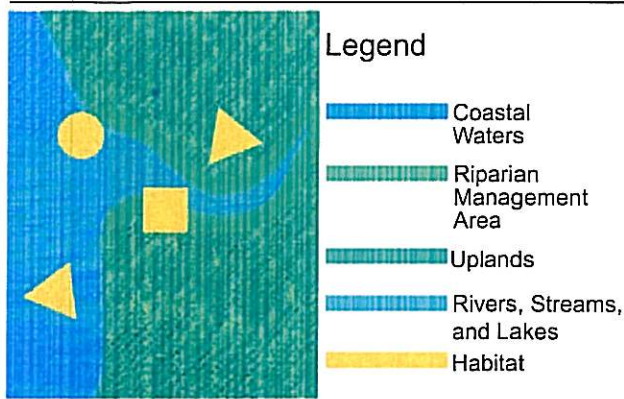 Legend
Coastal
Waters
Riparian
Management
Area
Uplands
Rivers, Streams,
and Lakes
Habitat